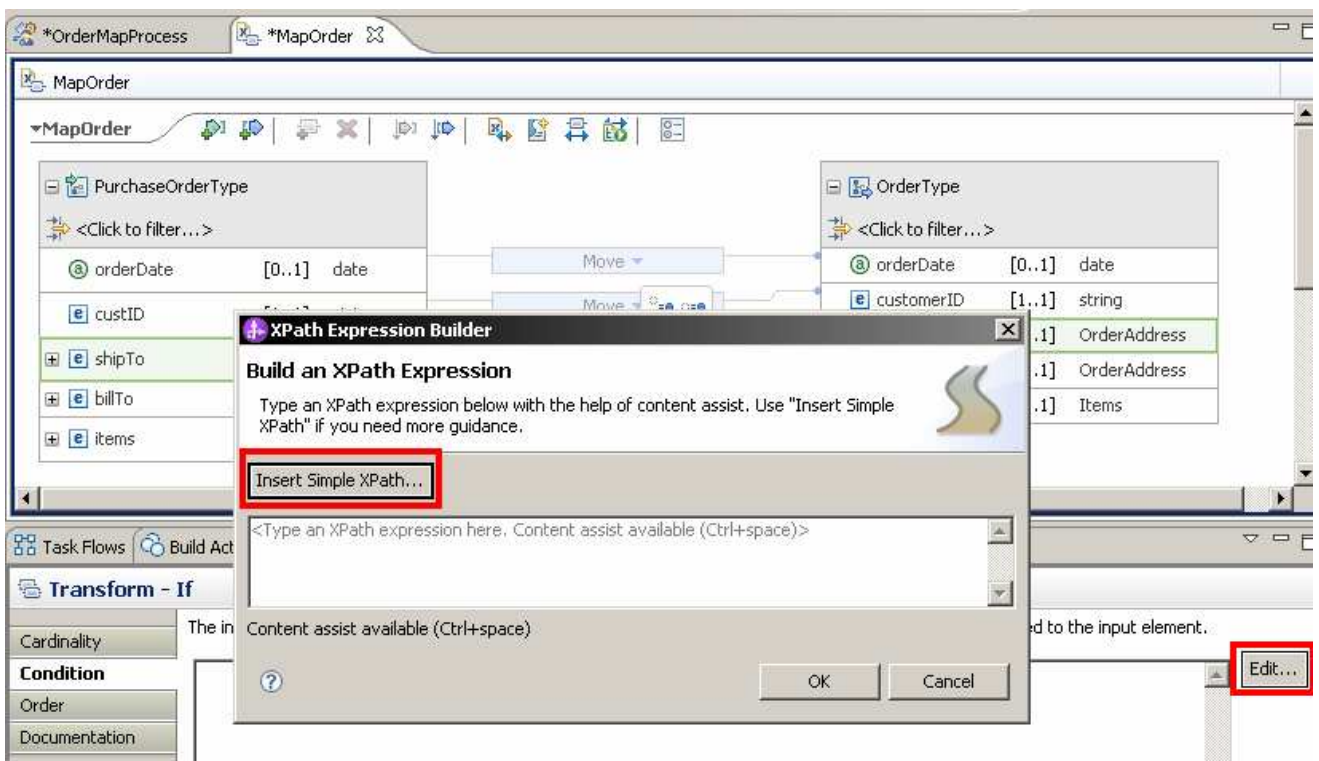 *OrderMapProcess *MapOrder
MapOrder
MapOrder
PurchaseOrderType OrderType
<Click to filter...> <Click to filter...>
orderDate [0..1] date Move orderDate [0..1] date
custID Move customerID [1..1] string
XPath Expression Builder
.1] OrderAddress
shipTo Build an XPath Expression
.1] OrderAddress
billTo Type an XPath expression below with the help of content assist. Use "Insert Simple
XPath" if you need more guidance.
.1] Items
items
Insert Simple XPath...
<Type an XPath expression here. Content assist available (Ctrl+space)>
Task Flows Build Act
Transform - If
The in Content assist available (Ctrl+space) ed to the input element.
Cardinality
Condition OK Cancel Edit...
Order
Documentation